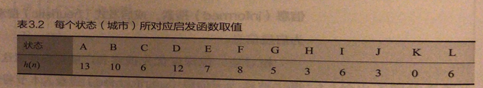 表3.2 每个状态（城市）所对应启发函数取值
状态 A B C D E F G H I J K L
h(n) 13 10 6 12 7 8 5 3 6 3 0 6